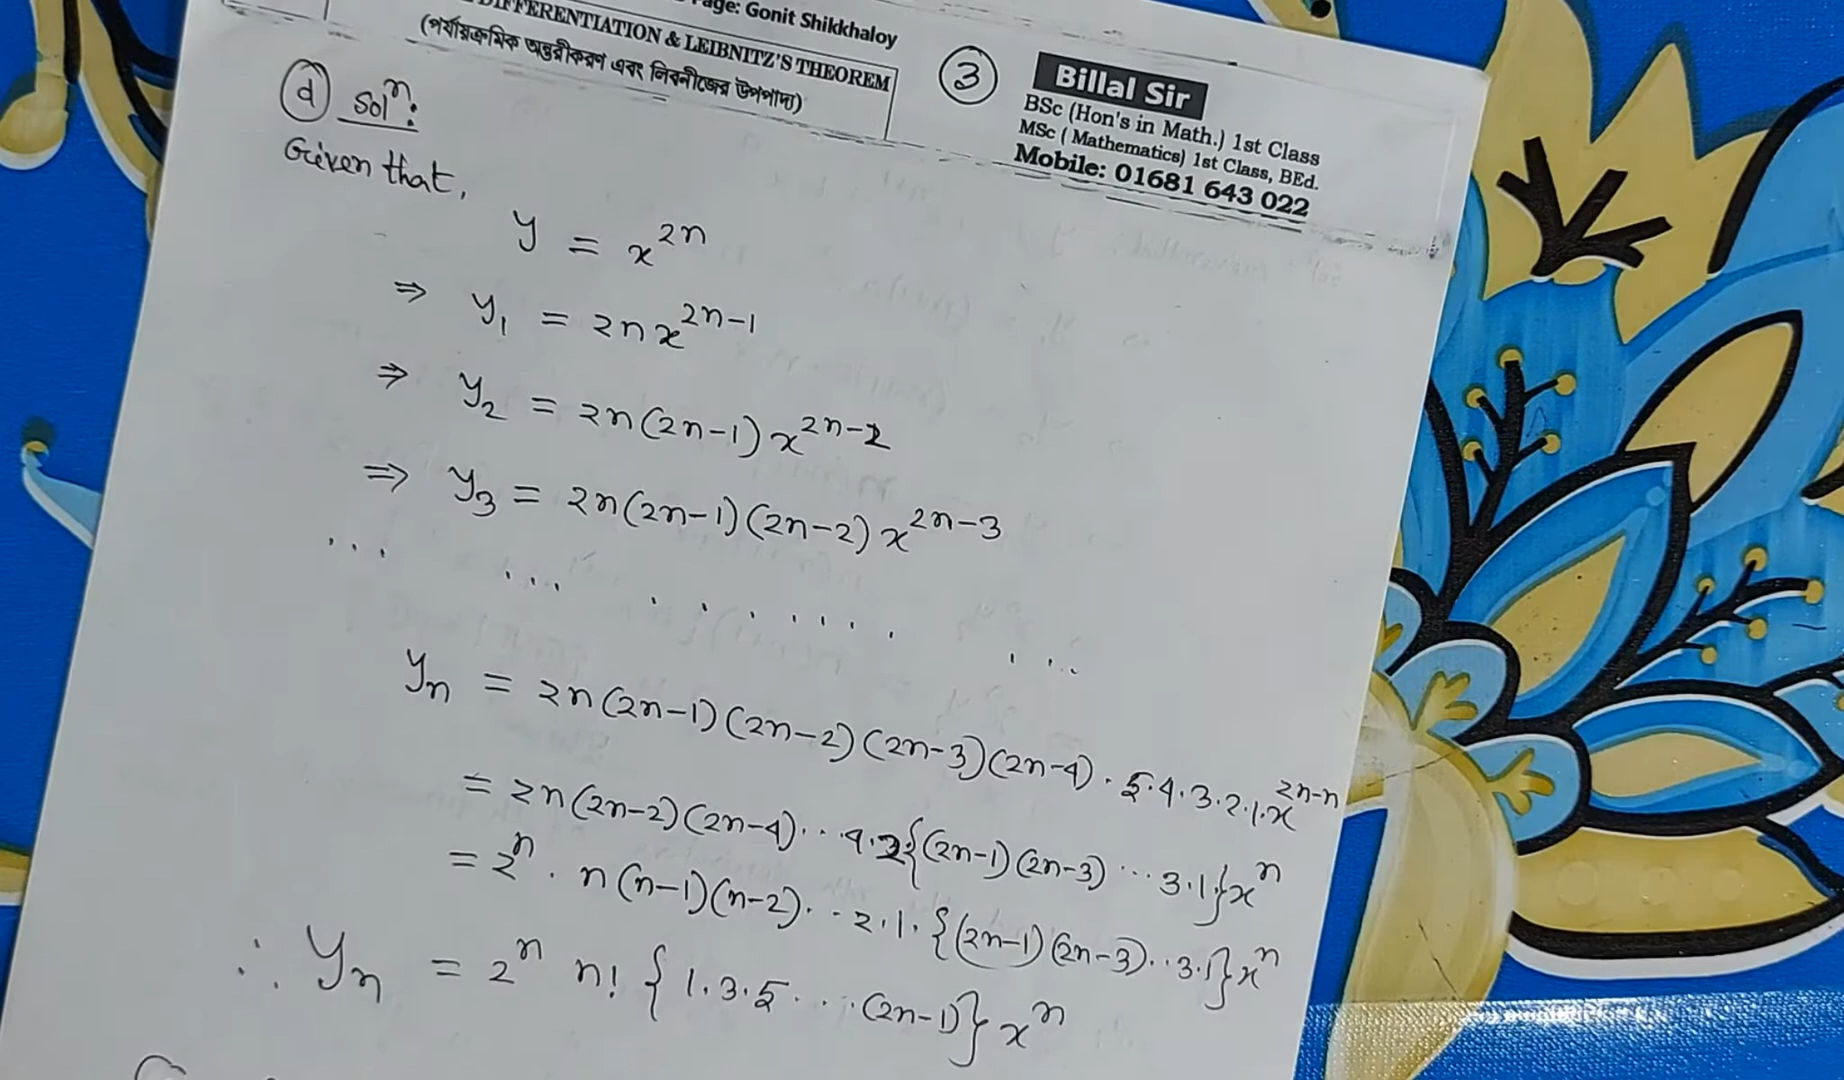 Page: Gonit Shikkhaloy
DIFFERENTIATION & LEIBNITZ'S THEOREM
(পর্যায়ক্রমিক অন্তরীকরণ এবং লিবনীজের উপপাদ্য)
③
Billal Sir
BSc (Hon's in Math.) 1st Class
MSc ( Mathematics) 1st Class, BEd.
Mobile: 01681 643 022
ⓓ solⁿ:
Given that,
y = x^{2n}
⇒ y₁ = 2nx^{2n-1}
⇒ y₂ = 2n(2n-1)x^{2n-2}
⇒ y₃ = 2n(2n-1)(2n-2)x^{2n-3}
... ... . . . . . . ...
yₙ = 2n(2n-1)(2n-2)(2n-3)(2n-4)·5·4·3·2·1·x^{2n-n}
= 2n(2n-2)(2n-4)...4·2{(2n-1)(2n-3)...3·1·}xⁿ
= 2ⁿ·n(n-1)(n-2)...2·1·{(2n-1)(2n-3)..3·1}xⁿ
∴ yₙ = 2ⁿ n! {1·3·5...(2n-1)}xⁿ